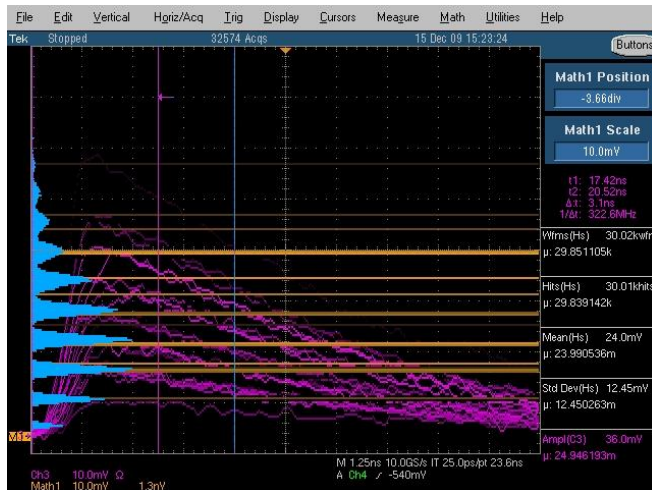 File Edit Vertical Horiz/Acq Trig Display Cursors Measure Math Utilities Help
Tek Stopped 32574 Acqs 15 Dec 09 15:23:24
Buttons
Math1 Position
-3.66div
Math1 Scale
10.0mV
t1: 17.42ns
t2: 20.52ns
Δt: 3.1ns
1/Δt: 322.6MHz
Wfms(Hs) 30.02kwfr
µ: 29.851105k
Hits(Hs) 30.01khits
µ: 29.839142k
Mean(Hs) 24.0mV
µ: 23.990536m
Std Dev(Hs) 12.45mV
µ: 12.450263m
Ampl(C3) 36.0mV
µ: 24.946193m
M1
Ch3 10.0mV Ω
Math1 10.0mV 1.3nV
M 1.25ns 10.0GS/s IT 25.0ps/pt 23.6ns
A Ch4 ∕ -540mV